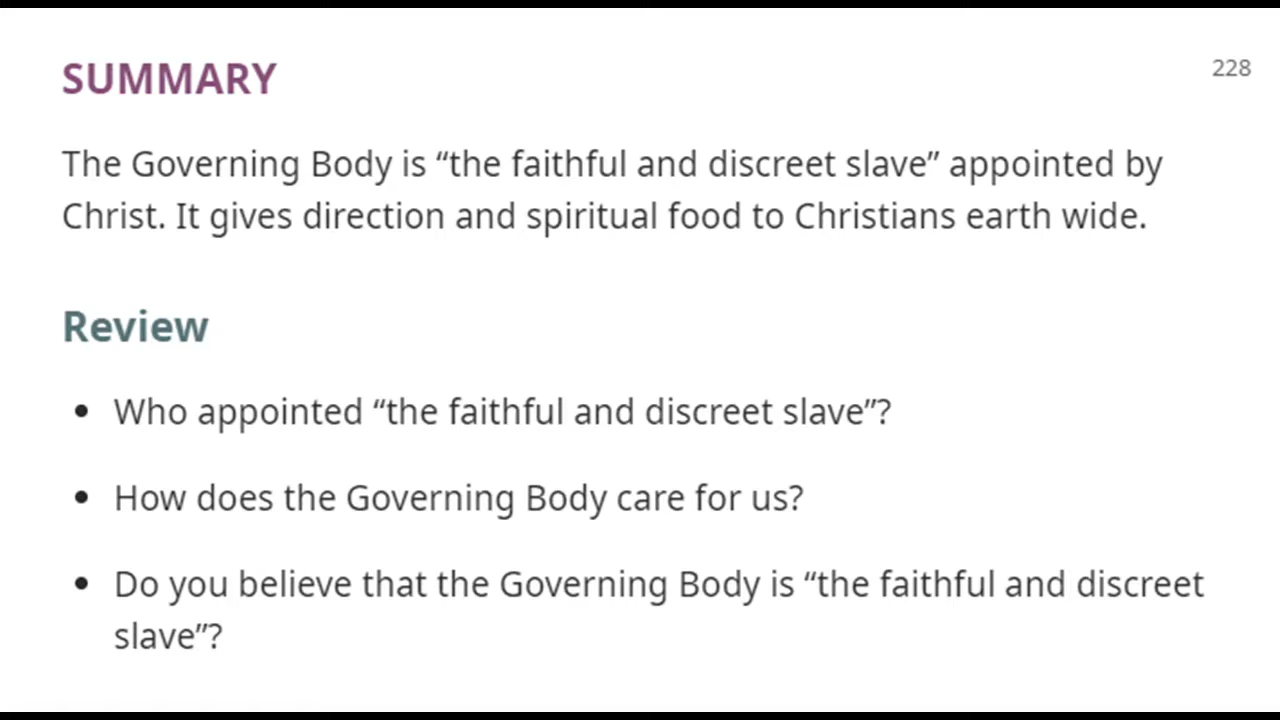 SUMMARY
228
The Governing Body is “the faithful and discreet slave” appointed by
Christ. It gives direction and spiritual food to Christians earth wide.
Review
• Who appointed “the faithful and discreet slave”?
• How does the Governing Body care for us?
• Do you believe that the Governing Body is “the faithful and discreet
slave”?